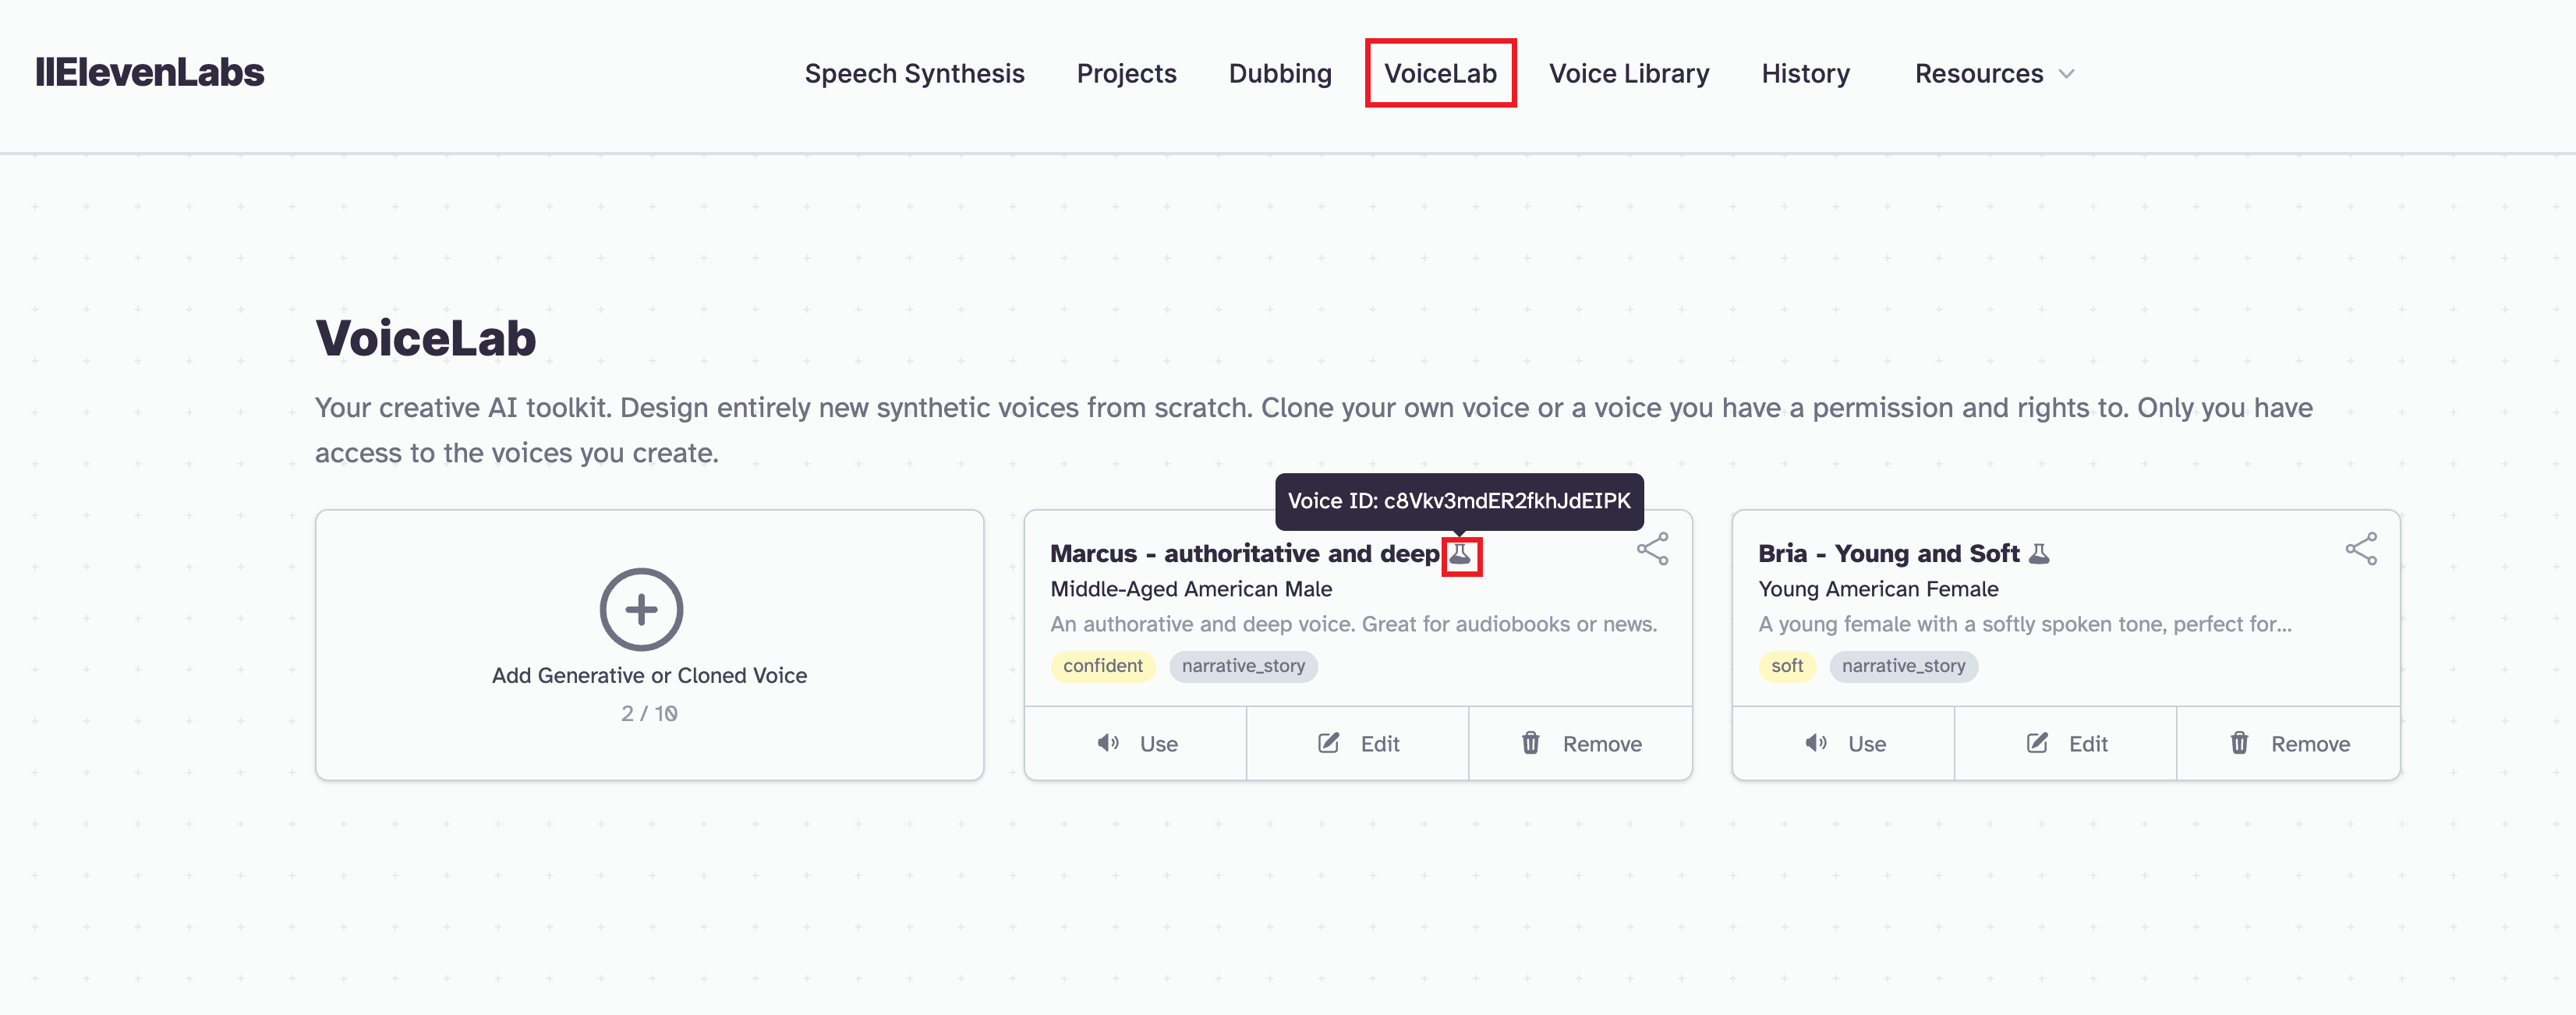 IIElevenLabs
Speech Synthesis Projects Dubbing VoiceLab Voice Library History Resources
VoiceLab
Your creative AI toolkit. Design entirely new synthetic voices from scratch. Clone your own voice or a voice you have a permission and rights to. Only you have
access to the voices you create.
Add Generative or Cloned Voice
2 / 10
Voice ID: c8Vkv3mdER2fkhJdEIPK
Marcus - authoritative and deep
Middle-Aged American Male
An authorative and deep voice. Great for audiobooks or news.
confident narrative_story
Use Edit Remove
Bria - Young and Soft
Young American Female
A young female with a softly spoken tone, perfect for...
soft narrative_story
Use Edit Remove